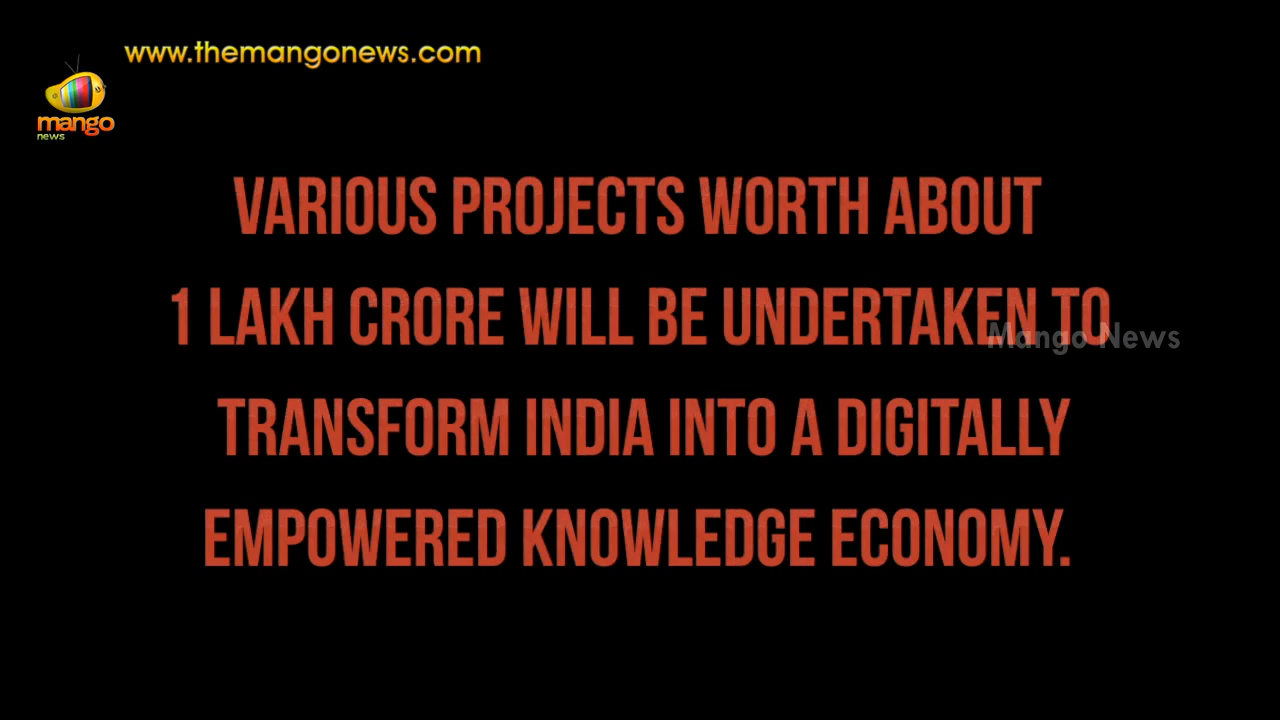 www.themangonews.com
mango
news
VARIOUS PROJECTS WORTH ABOUT
1 LAKH CRORE WILL BE UNDERTAKEN TO
Mango News
TRANSFORM INDIA INTO A DIGITALLY
EMPOWERED KNOWLEDGE ECONOMY.